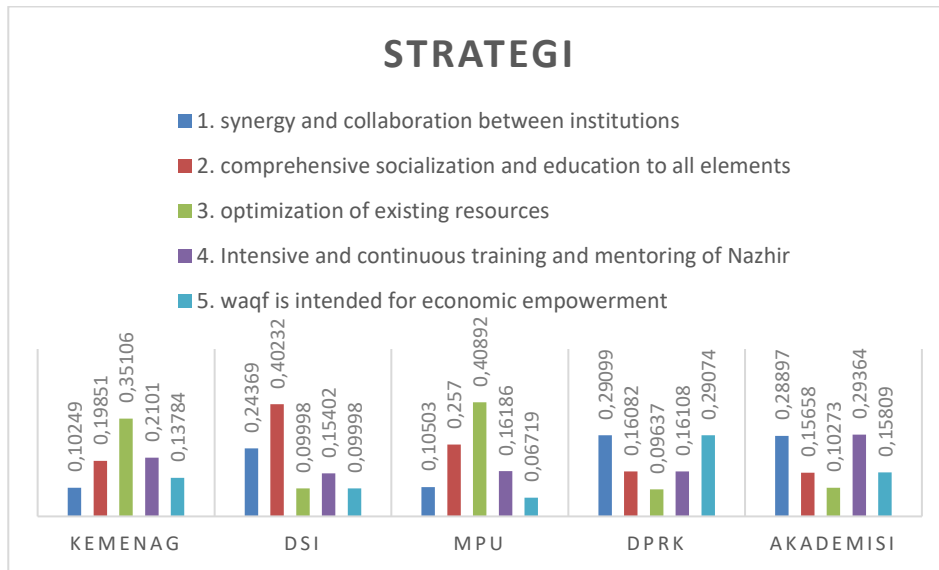 STRATEGI
1. synergy and collaboration between institutions
2. comprehensive socialization and education to all elements
3. optimization of existing resources
4. Intensive and continuous training and mentoring of Nazhir
5. waqf is intended for economic empowerment
0,10249
0,19851
0,35106
0,2101
0,13784
0,24369
0,40232
0,09998
0,15402
0,09998
0,10503
0,257
0,40892
0,16186
0,06719
0,29099
0,16082
0,09637
0,16108
0,29074
0,28897
0,15658
0,10273
0,29364
0,15809
KEMENAG
DSI
MPU
DPRK
AKADEMISI